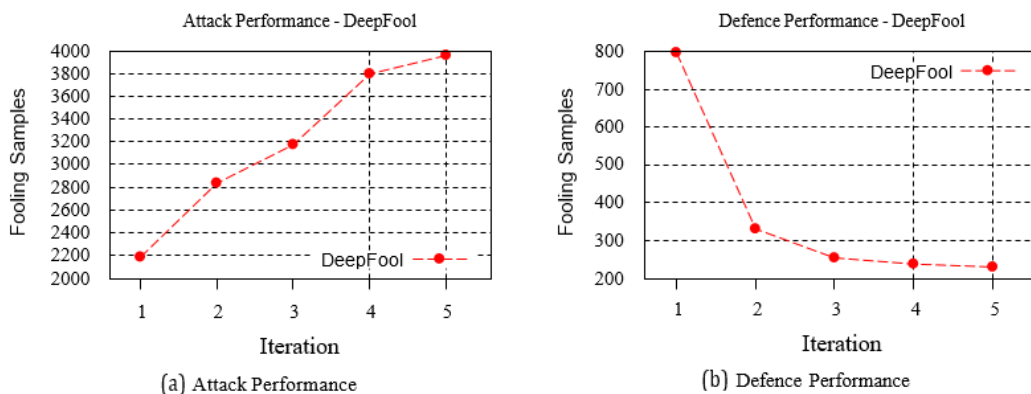 Attack Performance - DeepFool
4000
3800
3600
3400
3200
3000
2800
2600
2400
2200
2000
Fooling Samples
DeepFool
1 2 3 4 5
Iteration
(a) Attack Performance
Defence Performance - DeepFool
800
700
600
500
400
300
200
Fooling Samples
DeepFool
1 2 3 4 5
Iteration
(b) Defence Performance